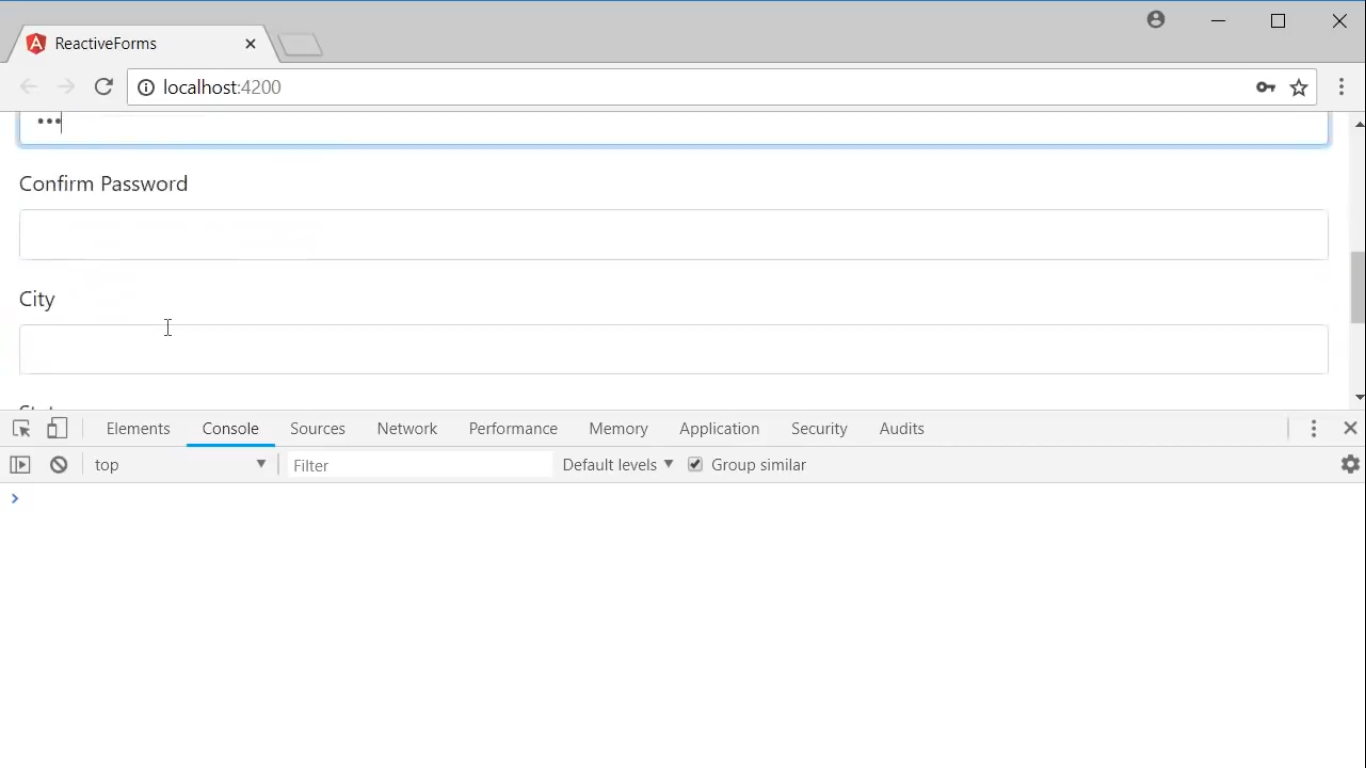 ReactiveForms
localhost:4200
•••
Confirm Password
City
Elements Console Sources Network Performance Memory Application Security Audits
top Filter Default levels Group similar